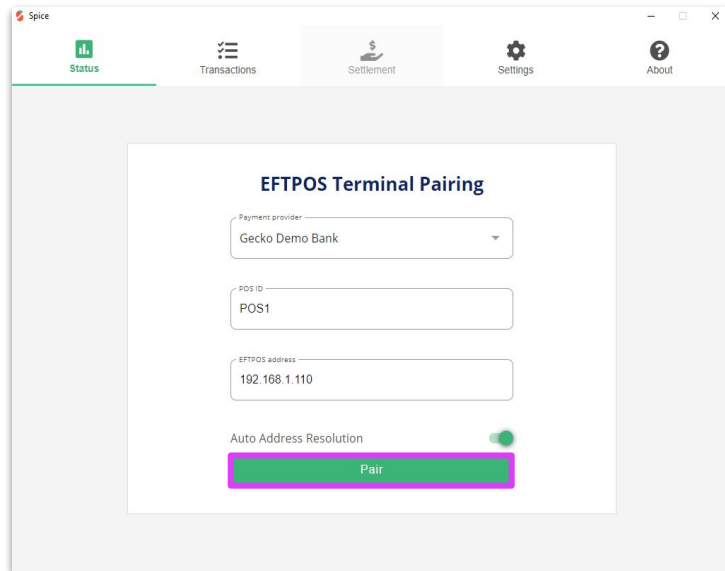 Spice
Status
Transactions
Settlement
Settings
About
EFTPOS Terminal Pairing
Payment provider
Gecko Demo Bank
POS ID
POS1
EFTPOS address
192.168.1.110
Auto Address Resolution
Pair